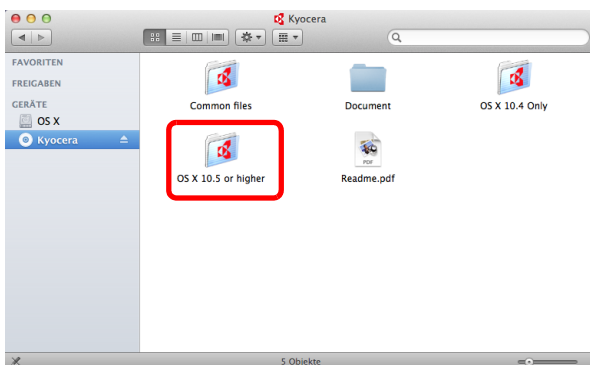 Kyocera
FAVORITEN
FREIGABEN
GERÄTE
OS X
Kyocera
Common files
Document
OS X 10.4 Only
OS X 10.5 or higher
PDF
Readme.pdf
5 Objekte